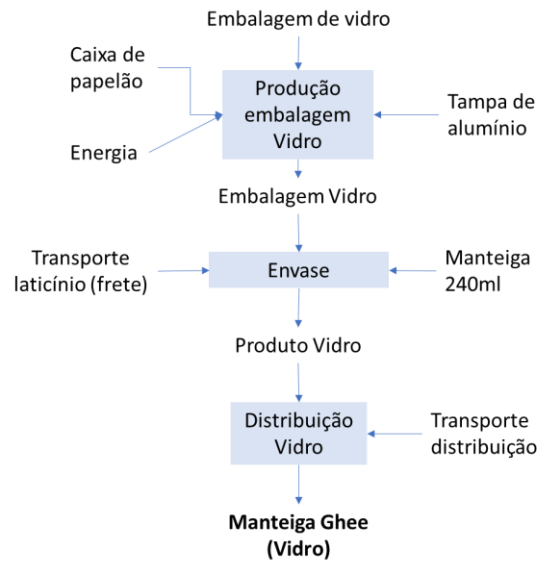 Embalagem de vidro
Caixa de
papelão
Produção
embalagem
Vidro
Tampa de
alumínio
Energia
Embalagem Vidro
Transporte
laticínio (frete)
Envase
Manteiga
240ml
Produto Vidro
Distribuição
Vidro
Transporte
distribuição
Manteiga Ghee
(Vidro)